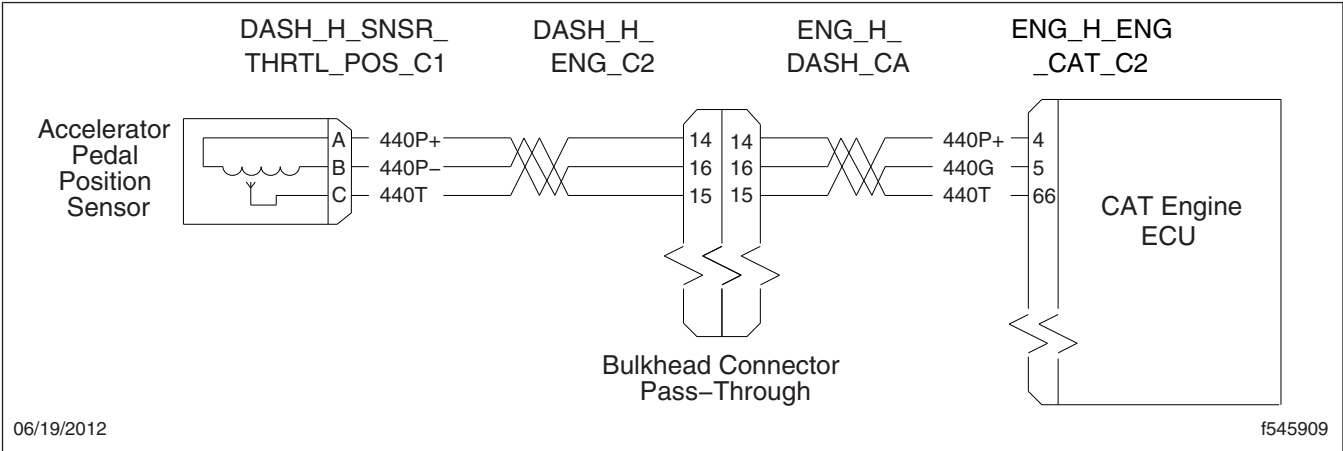 DASH_H_SNSR_
THRTL_POS_C1
DASH_H_
ENG_C2
ENG_H_
DASH_CA
ENG_H_ENG
_CAT_C2
Accelerator
Pedal
Position
Sensor
A 440P+ 14 14 440P+ 4
B 440P− 16 16 440G 5
C 440T 15 15 440T 66
CAT Engine
ECU
Bulkhead Connector
Pass−Through
06/19/2012
f545909